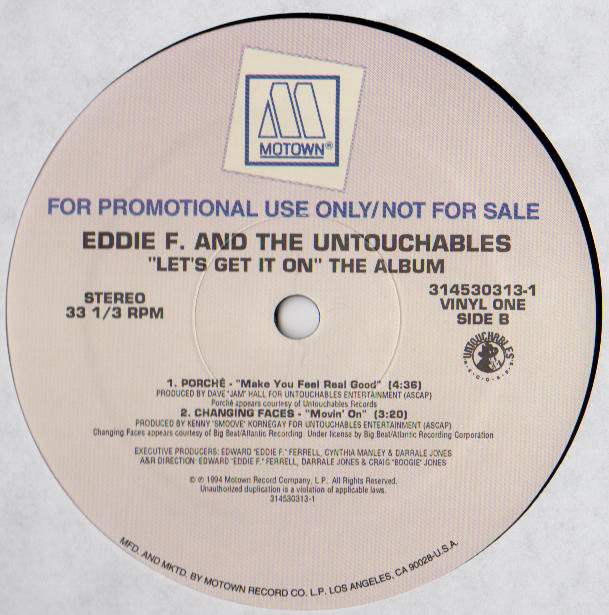 MOTOWN®
FOR PROMOTIONAL USE ONLY/NOT FOR SALE
EDDIE F. AND THE UNTOUCHABLES
"LET'S GET IT ON" THE ALBUM
STEREO
33 1/3 RPM
314530313-1
VINYL ONE
SIDE B
UNTOUCHABLES
R·E·C·O·R·D·S
1. PORCHÉ - "Make You Feel Real Good" (4:36)
PRODUCED BY DAVE "JAM" HALL FOR UNTOUCHABLES ENTERTAINMENT (ASCAP)
Porché appears courtesy of Untouchables Records
2. CHANGING FACES - "Movin' On" (3:20)
PRODUCED BY KENNY "SMOOVE" KORNEGAY FOR UNTOUCHABLES ENTERTAINMENT (ASCAP)
Changing Faces appears courtesy of Big Beat/Atlantic Recording. Under license by Big Beat/Atlantic Recording Corporation
EXECUTIVE PRODUCERS: EDWARD "EDDIE F." FERRELL, CYNTHIA MANLEY & DARRALE JONES
A&R DIRECTION: EDWARD "EDDIE F." FERRELL, DARRALE JONES & CRAIG "BOOGIE" JONES
© ℗ 1994 Motown Record Company, L.P. All Rights Reserved.
Unauthorized duplication is a violation of applicable laws.
314530313-1
MFD. AND MKTD. BY MOTOWN RECORD CO. L.P. LOS ANGELES, CA 90028-U.S.A.